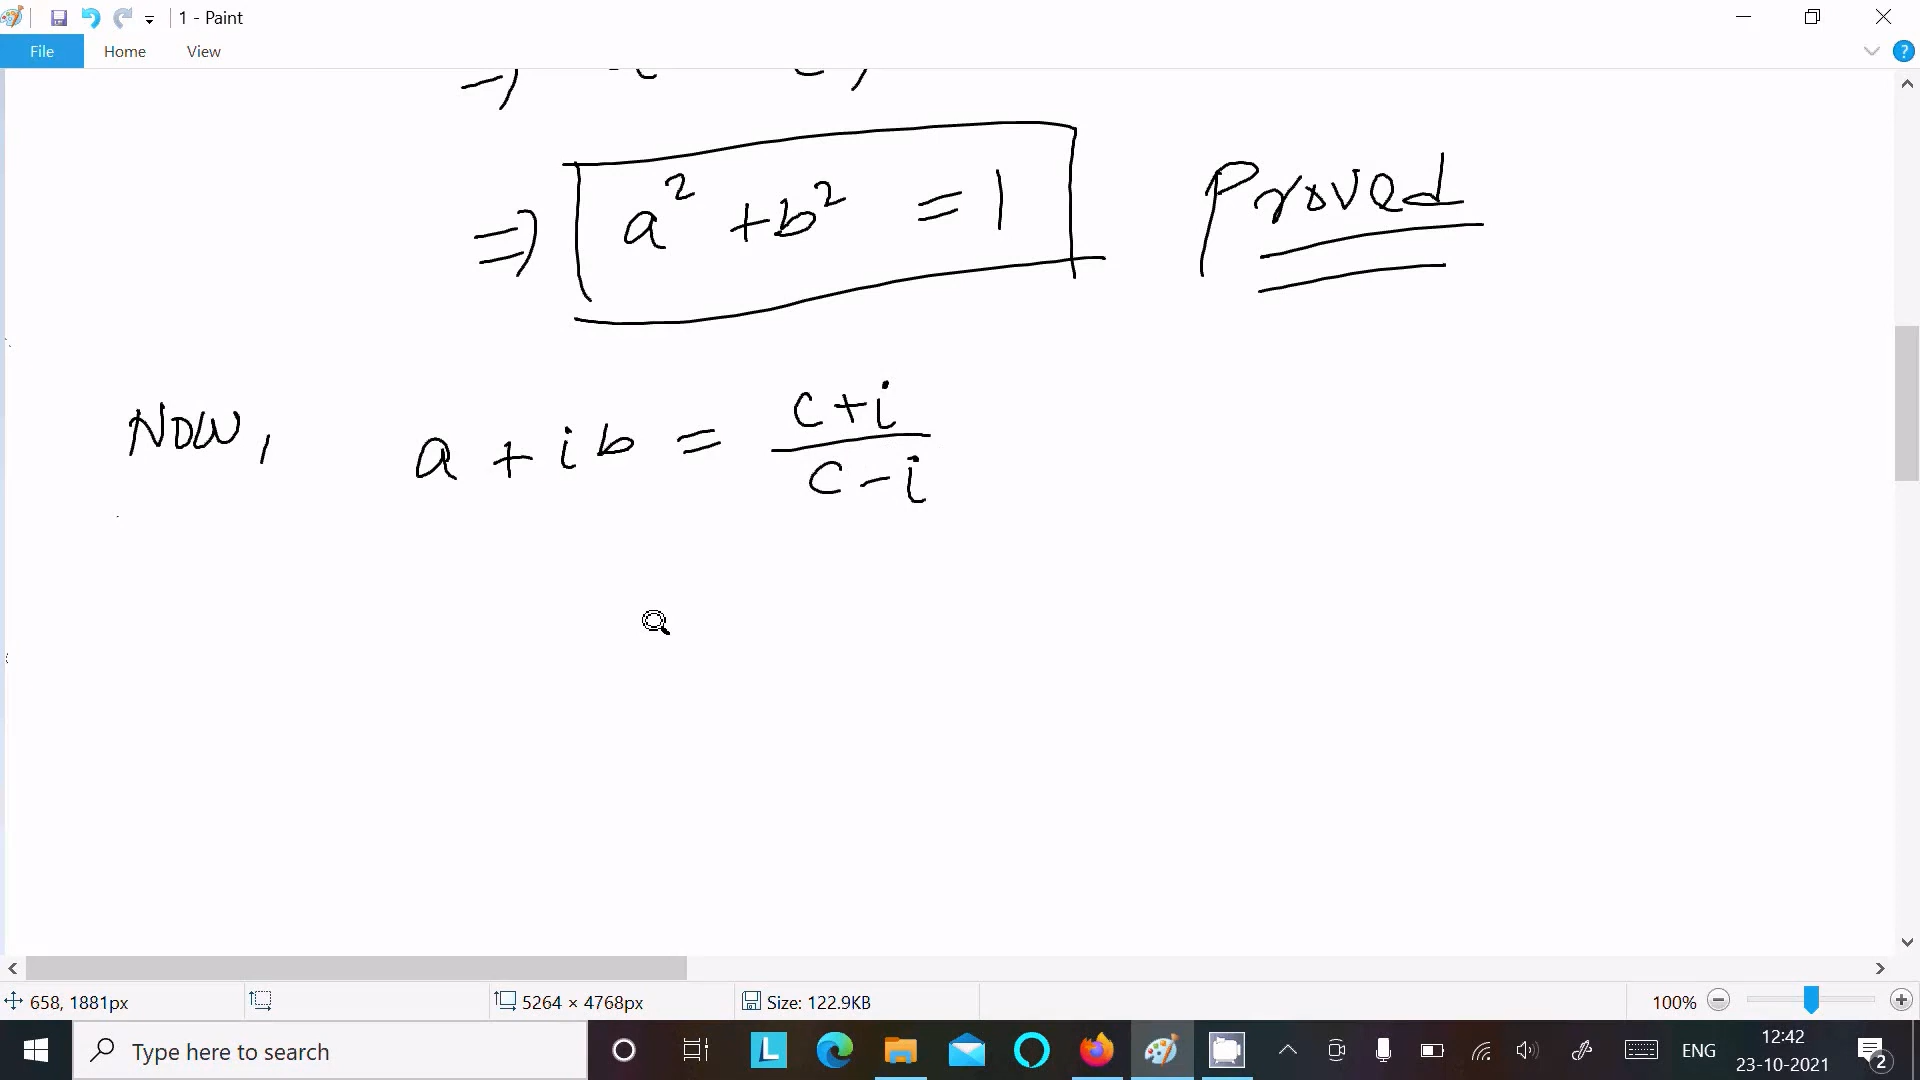 1 - Paint
File Home View
⇒ a² + b² = 1 Proved
Now, a + ib = c+i
c-i
658, 1881px 5264 × 4768px Size: 122.9KB 100%
Type here to search L ENG 12:42
23-10-2021 2